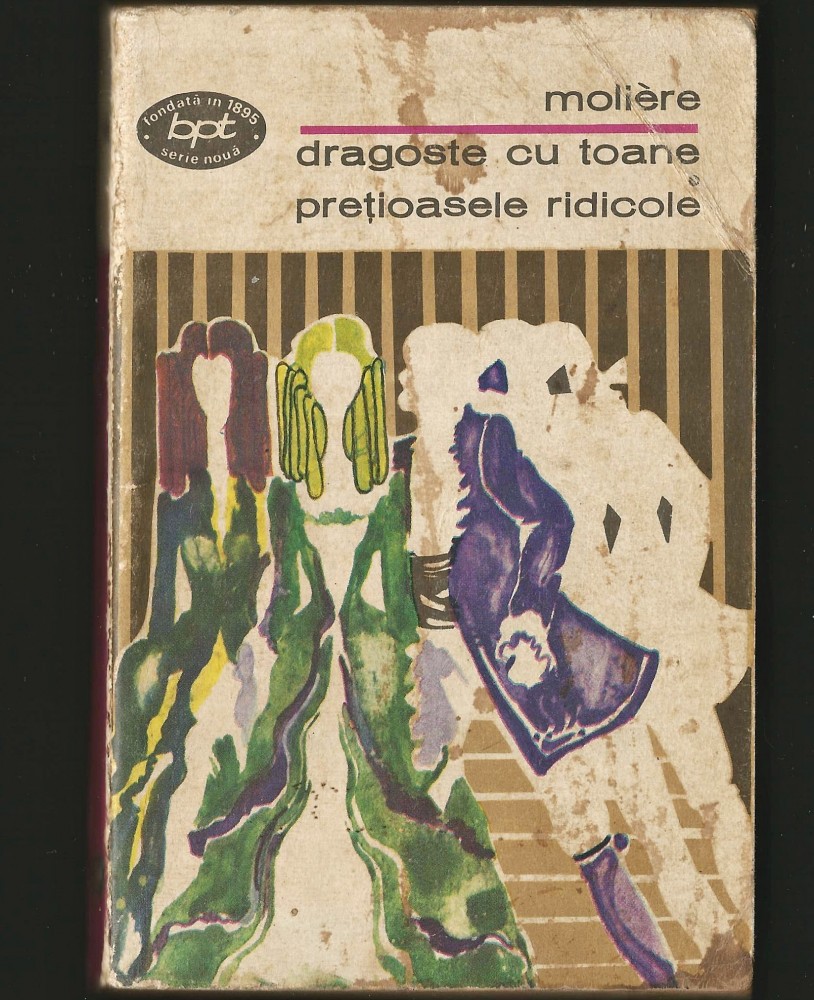 fondată în 1895
bpt
serie nouă
molière
dragoste cu toane
prețioasele ridicole